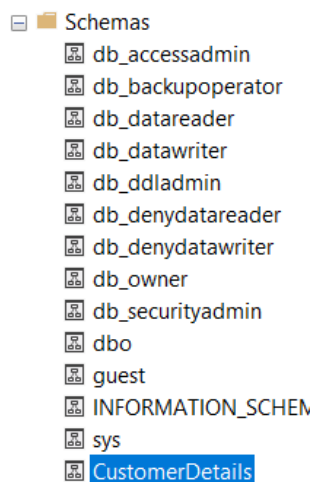 Schemas
db_accessadmin
db_backupoperator
db_datareader
db_datawriter
db_ddladmin
db_denydatareader
db_denydatawriter
db_owner
db_securityadmin
dbo
guest
INFORMATION_SCHEM
sys
CustomerDetails